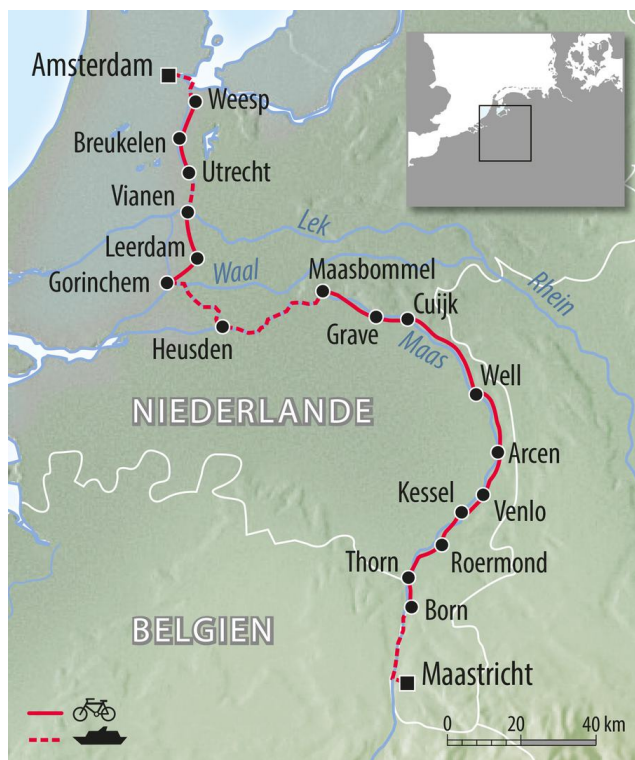 Amsterdam
Weesp
Breukelen
Utrecht
Vianen
Lek
Leerdam
Waal
Gorinchem
Maasbommel
Rhein
Cuijk
Grave
Maas
Heusden
Well
NIEDERLANDE
Arcen
Kessel
Venlo
Roermond
Thorn
Born
BELGIEN
Maastricht
0 20 40 km